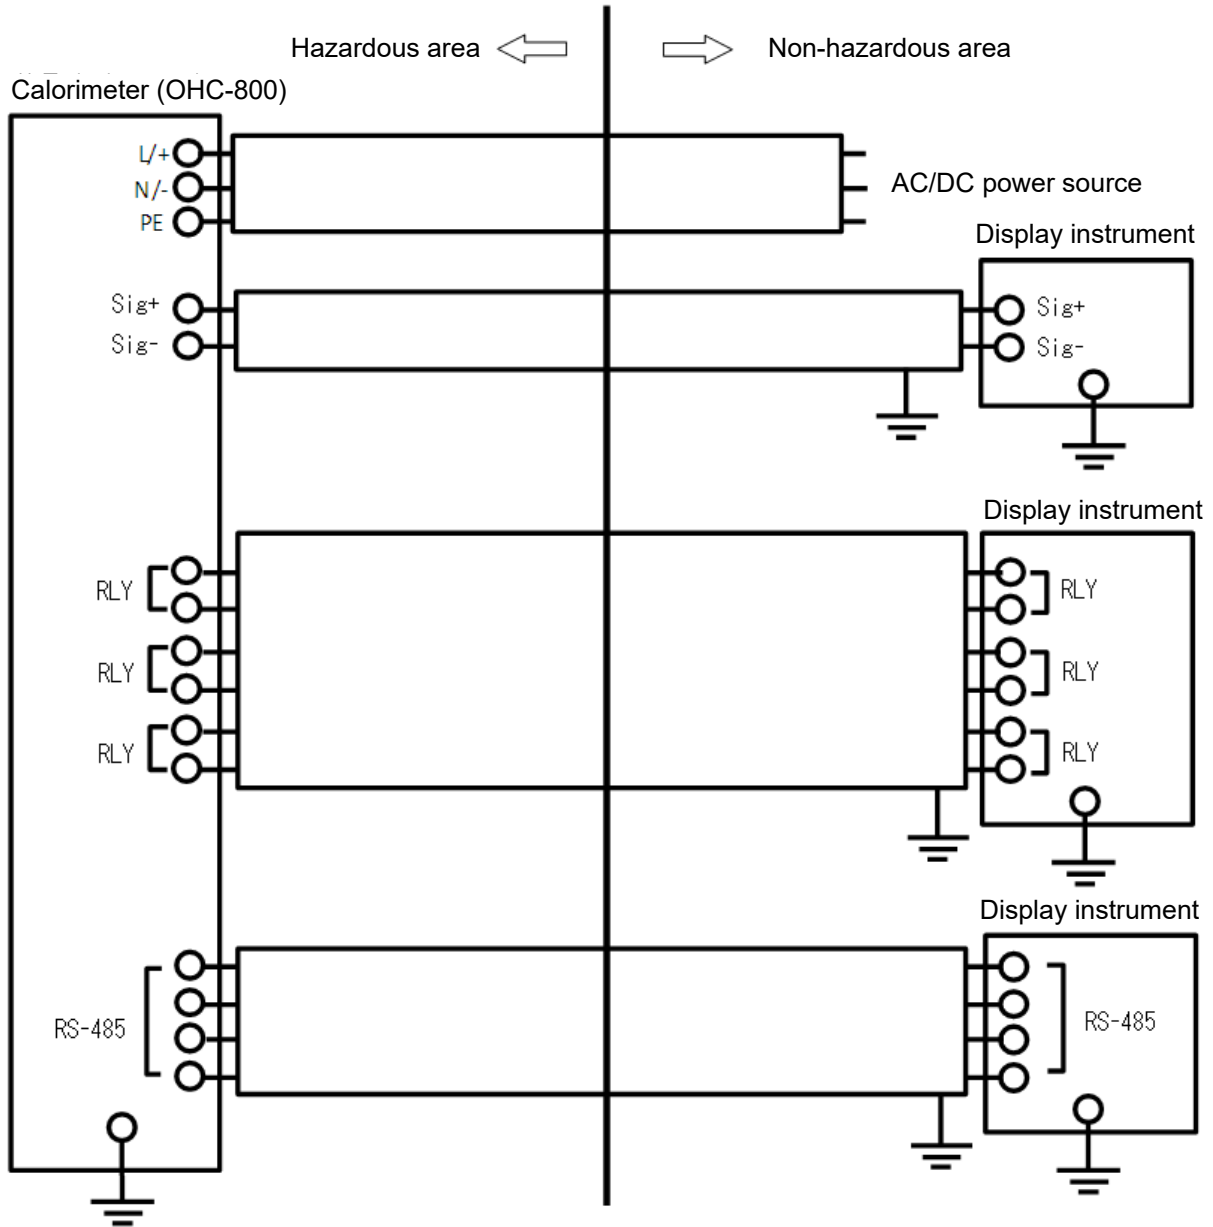 Hazardous area
Non-hazardous area
Calorimeter (OHC-800)
L/+
N/-
PE
AC/DC power source
Display instrument
Sig+
Sig-
Sig+
Sig-
Display instrument
RLY
RLY
RLY
RLY
RLY
RLY
Display instrument
RS-485
RS-485